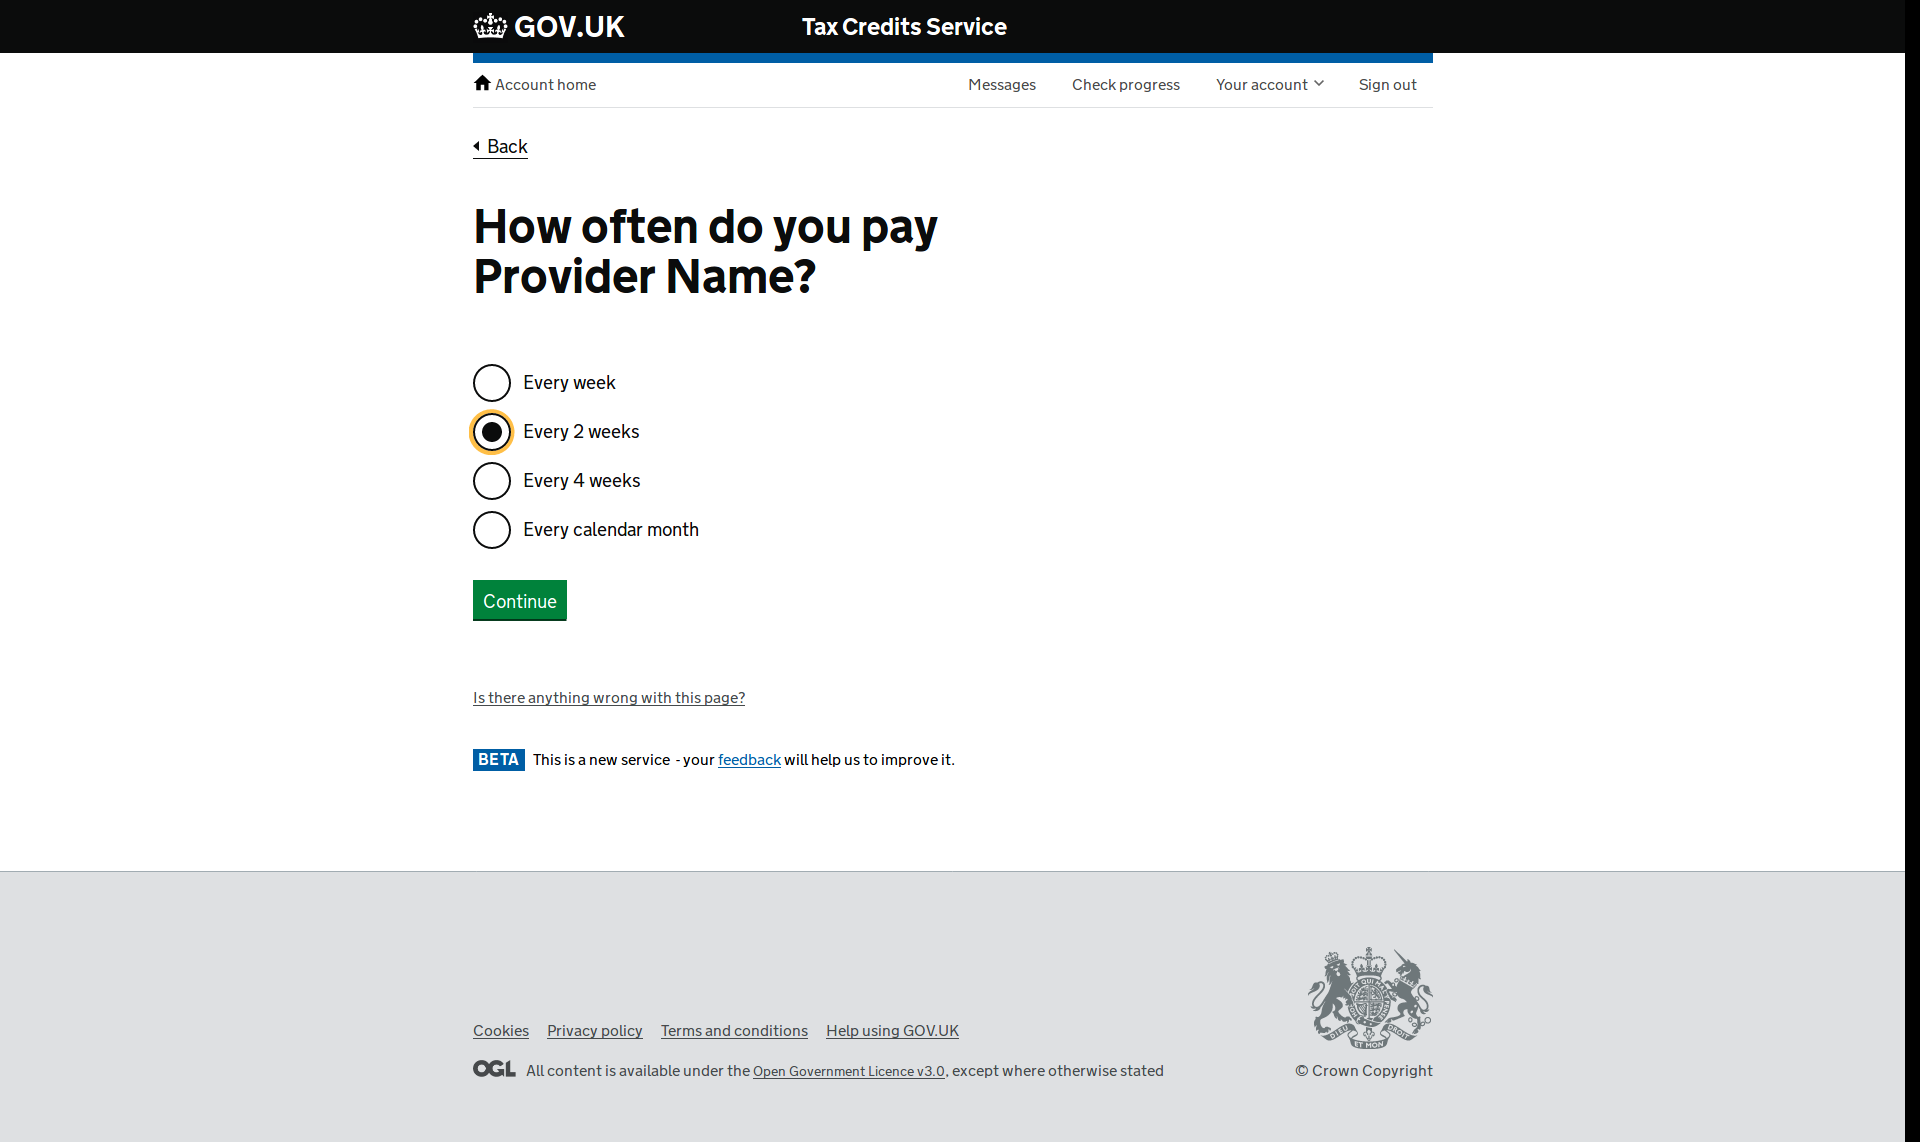 GOV.UK Tax Credits Service
Account home Messages Check progress Your account Sign out
Back
How often do you pay
Provider Name?
Every week
Every 2 weeks
Every 4 weeks
Every calendar month
Continue
Is there anything wrong with this page?
BETA This is a new service - your feedback will help us to improve it.
Cookies Privacy policy Terms and conditions Help using GOV.UK
OGL All content is available under the Open Government Licence v3.0, except where otherwise stated
DIEU ET MON DROIT
© Crown Copyright